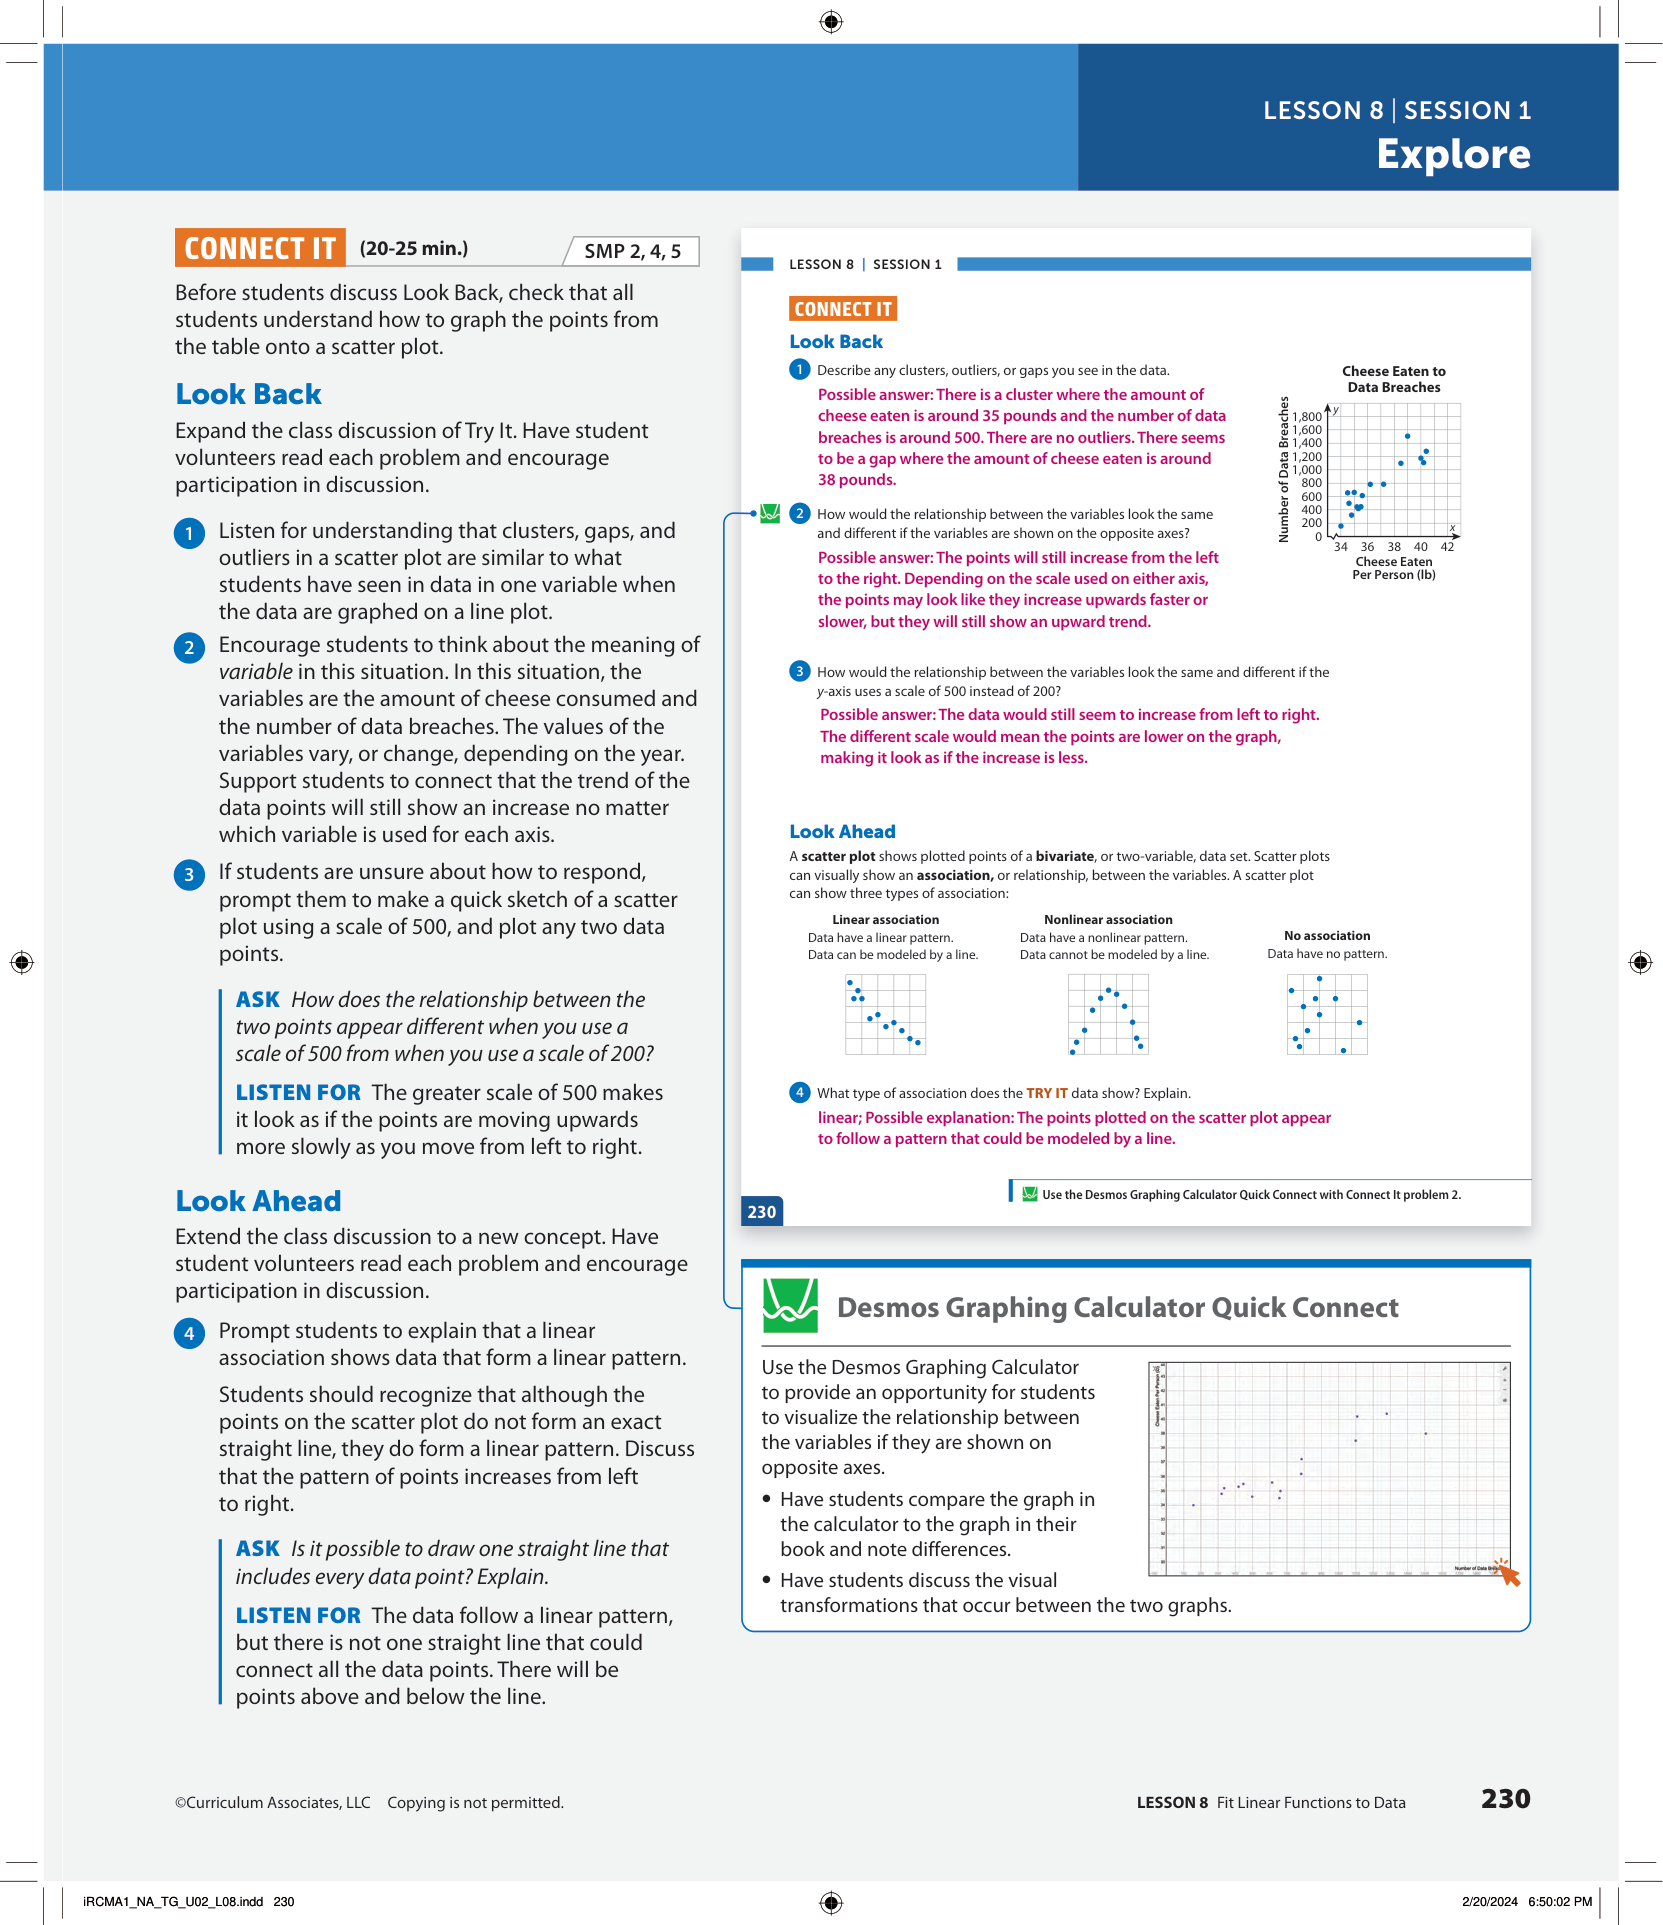 LESSON 8 | SESSION 1
Explore
CONNECT IT (20-25 min.) SMP 2, 4, 5
Before students discuss Look Back, check that all
students understand how to graph the points from
the table onto a scatter plot.
Look Back
Expand the class discussion of Try It. Have student
volunteers read each problem and encourage
participation in discussion.
1 Listen for understanding that clusters, gaps, and
outliers in a scatter plot are similar to what
students have seen in data in one variable when
the data are graphed on a line plot.
2 Encourage students to think about the meaning of
variable in this situation. In this situation, the
variables are the amount of cheese consumed and
the number of data breaches. The values of the
variables vary, or change, depending on the year.
Support students to connect that the trend of the
data points will still show an increase no matter
which variable is used for each axis.
3 If students are unsure about how to respond,
prompt them to make a quick sketch of a scatter
plot using a scale of 500, and plot any two data
points.
ASK How does the relationship between the
two points appear different when you use a
scale of 500 from when you use a scale of 200?
LISTEN FOR The greater scale of 500 makes
it look as if the points are moving upwards
more slowly as you move from left to right.
Look Ahead
Extend the class discussion to a new concept. Have
student volunteers read each problem and encourage
participation in discussion.
4 Prompt students to explain that a linear
association shows data that form a linear pattern.
Students should recognize that although the
points on the scatter plot do not form an exact
straight line, they do form a linear pattern. Discuss
that the pattern of points increases from left
to right.
ASK Is it possible to draw one straight line that
includes every data point? Explain.
LISTEN FOR The data follow a linear pattern,
but there is not one straight line that could
connect all the data points. There will be
points above and below the line.
LESSON 8 | SESSION 1
CONNECT IT
Look Back
1 Describe any clusters, outliers, or gaps you see in the data.
Possible answer: There is a cluster where the amount of
cheese eaten is around 35 pounds and the number of data
breaches is around 500. There are no outliers. There seems
to be a gap where the amount of cheese eaten is around
38 pounds.
2 How would the relationship between the variables look the same
and different if the variables are shown on the opposite axes?
Possible answer: The points will still increase from the left
to the right. Depending on the scale used on either axis,
the points may look like they increase upwards faster or
slower, but they will still show an upward trend.
Cheese Eaten to
Data Breaches
Number of Data Breaches
y
1,800
1,600
1,400
1,200
1,000
800
600
400
200
0
x
34 36 38 40 42
Cheese Eaten
Per Person (lb)
3 How would the relationship between the variables look the same and different if the
y-axis uses a scale of 500 instead of 200?
Possible answer: The data would still seem to increase from left to right.
The different scale would mean the points are lower on the graph,
making it look as if the increase is less.
Look Ahead
A scatter plot shows plotted points of a bivariate, or two-variable, data set. Scatter plots
can visually show an association, or relationship, between the variables. A scatter plot
can show three types of association:
Linear association
Data have a linear pattern.
Data can be modeled by a line.
Nonlinear association
Data have a nonlinear pattern.
Data cannot be modeled by a line.
No association
Data have no pattern.
4 What type of association does the TRY IT data show? Explain.
linear; Possible explanation: The points plotted on the scatter plot appear
to follow a pattern that could be modeled by a line.
Use the Desmos Graphing Calculator Quick Connect with Connect It problem 2.
230
Desmos Graphing Calculator Quick Connect
Use the Desmos Graphing Calculator
to provide an opportunity for students
to visualize the relationship between
the variables if they are shown on
opposite axes.
• Have students compare the graph in
the calculator to the graph in their
book and note differences.
• Have students discuss the visual
transformations that occur between the two graphs.
Cheese Eaten Per Person (lb)
©Curriculum Associates, LLC Copying is not permitted.
LESSON 8 Fit Linear Functions to Data 230
iRCMA1_NA_TG_U02_L08.indd 230
2/20/2024 6:50:02 PM